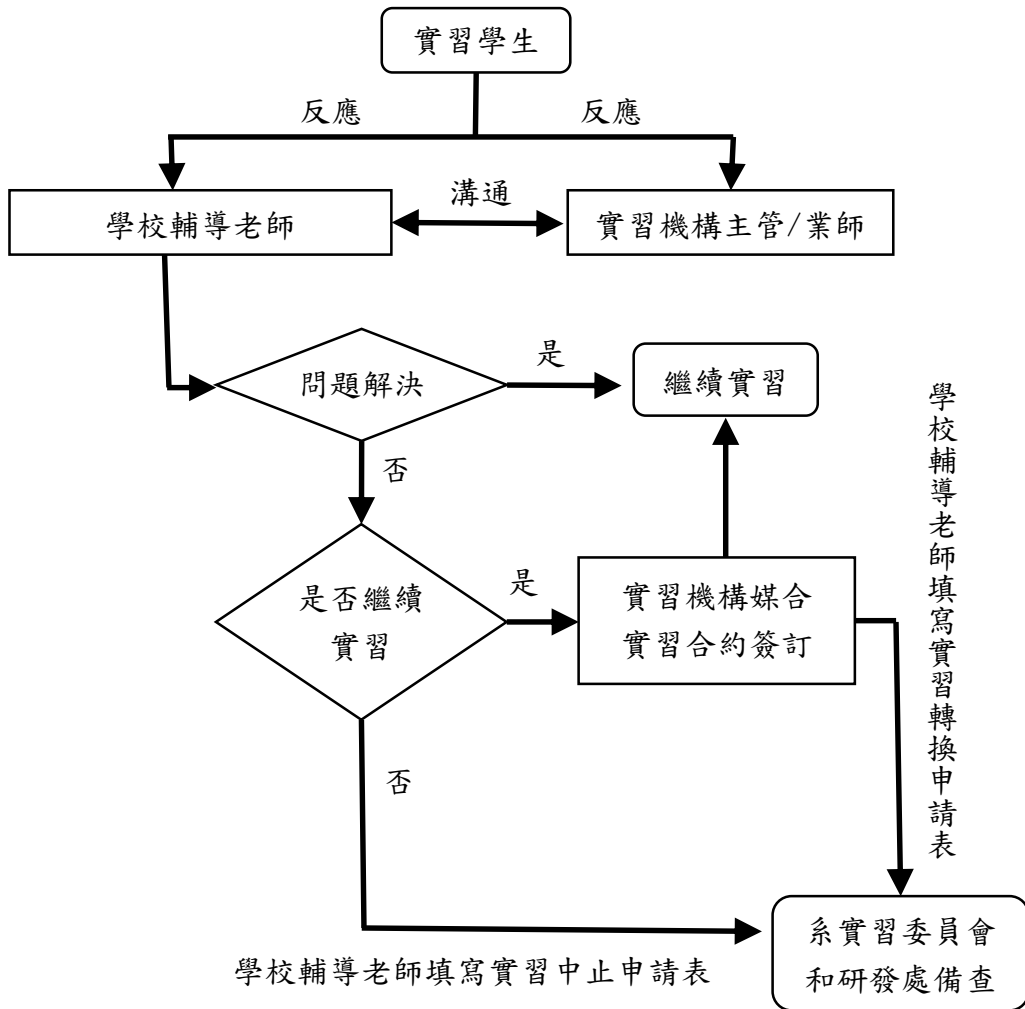 實習學生
反應
反應
溝通
學校輔導老師
實習機構主管/業師
問題解決
是
繼續實習
否
是否繼續
實習
是
實習機構媒合
實習合約簽訂
學校輔導老師填寫實習轉換申請表
否
學校輔導老師填寫實習中止申請表
系實習委員會
和研發處備查